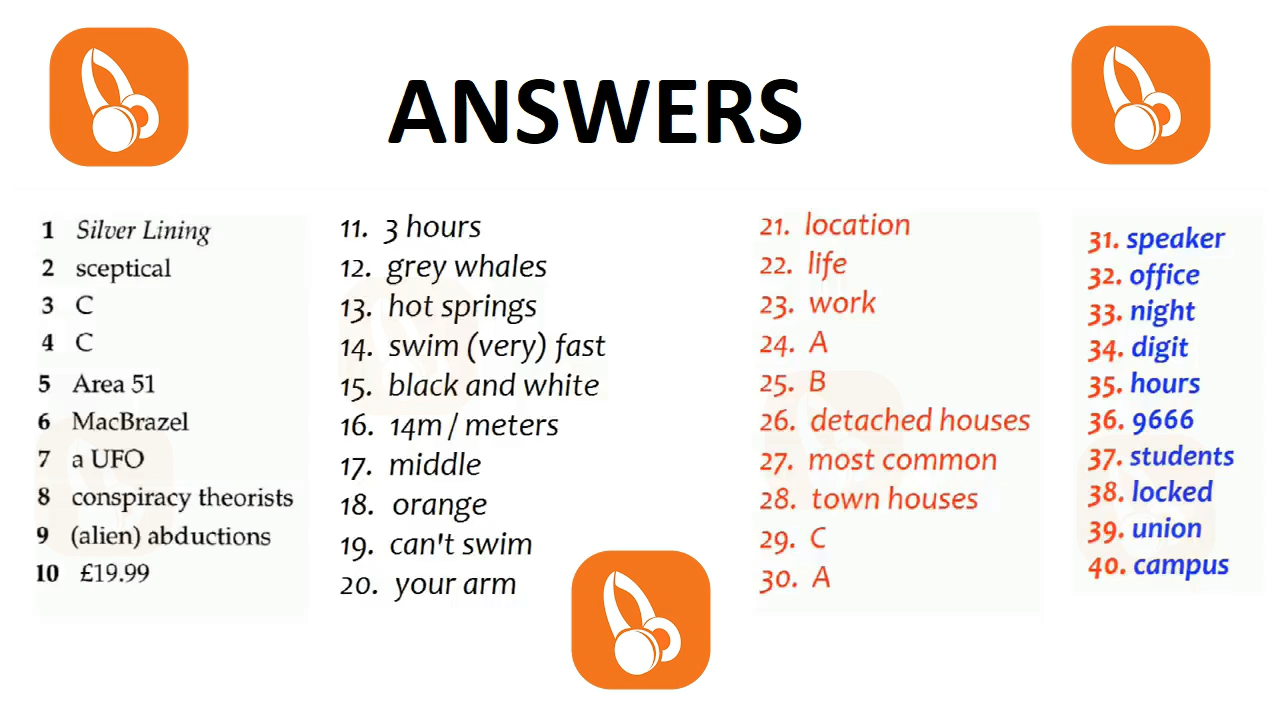 ANSWERS
1 Silver Lining
2 sceptical
3 C
4 C
5 Area 51
6 MacBrazel
7 a UFO
8 conspiracy theorists
9 (alien) abductions
10 £19.99
11. 3 hours
12. grey whales
13. hot springs
14. swim (very) fast
15. black and white
16. 14m / meters
17. middle
18. orange
19. can't swim
20. your arm
21. location
22. life
23. work
24. A
25. B
26. detached houses
27. most common
28. town houses
29. C
30. A
31. speaker
32. office
33. night
34. digit
35. hours
36. 9666
37. students
38. locked
39. union
40. campus